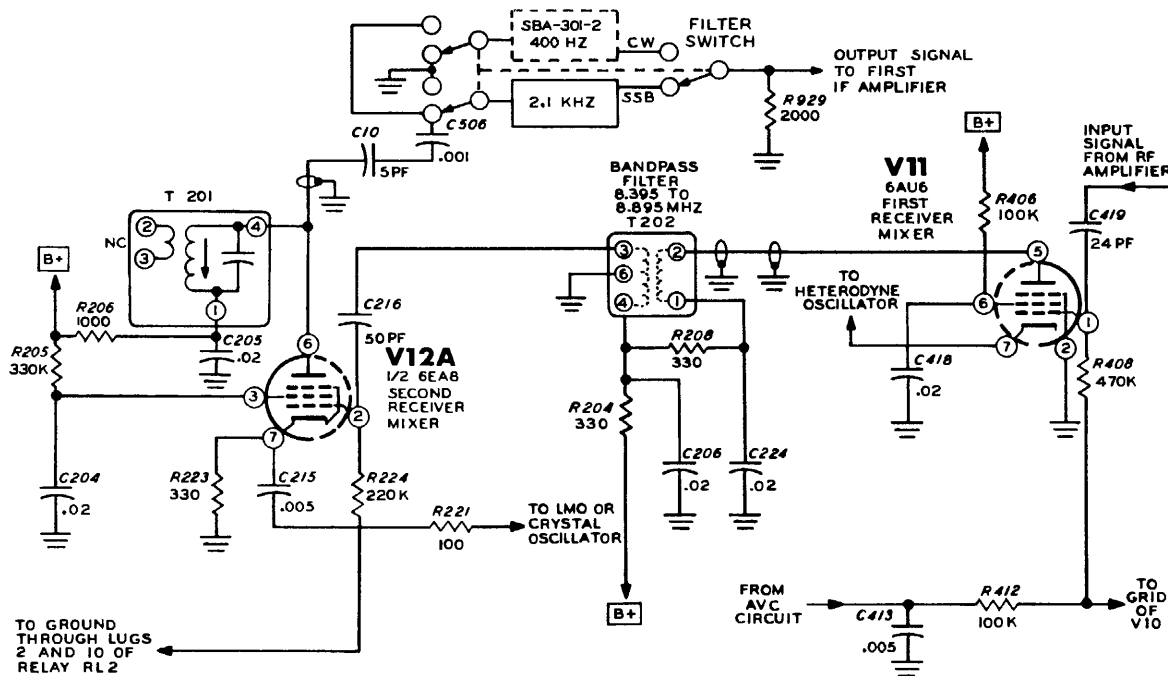 SBA-301-2
400 HZ
CW
FILTER
SWITCH
2.1 KHZ
SSB
OUTPUT SIGNAL
TO FIRST
IF AMPLIFIER
R929
2000
C10
5PF
C506
.001
T 201
2
3
4
1
NC
B+
R206
1000
R205
330K
C205
.02
C204
.02
6
3
2
7
V12A
1/2 6EA8
SECOND
RECEIVER
MIXER
C216
50PF
R223
330
C215
.005
R224
220K
R221
100
TO LMO OR
CRYSTAL
OSCILLATOR
TO GROUND
THROUGH LUGS
2 AND 10 OF
RELAY RL2
BANDPASS
FILTER
8.395 TO
8.895 MHZ
T202
3
6
4
2
1
R208
330
R204
330
C206
.02
C224
.02
B+
B+
V11
6AU6
FIRST
RECEIVER
MIXER
R406
100K
INPUT
SIGNAL
FROM RF
AMPLIFIER
C419
24 PF
TO
HETERODYNE
OSCILLATOR
5
6
1
7
2
C418
.02
R408
470K
FROM
AVC
CIRCUIT
C413
.005
R412
100K
TO
GRID
OF
V10